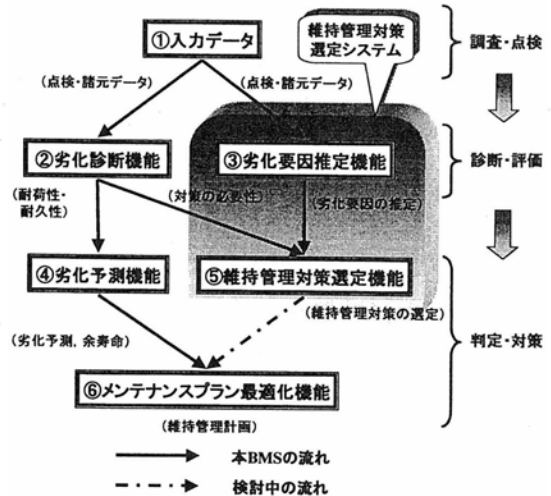 ①入力データ
維持管理対策
選定システム
調査・点検
(点検・諸元データ)
(点検・諸元データ)
②劣化診断機能
③劣化要因推定機能
診断・評価
(耐荷性・
耐久性)
(対策の必要性)
(劣化要因の推定)
④劣化予測機能
⑤維持管理対策選定機能
(維持管理対策の選定)
(劣化予測, 余寿命)
判定・対策
⑥メンテナンスプラン最適化機能
(維持管理計画)
本BMSの流れ
検討中の流れ